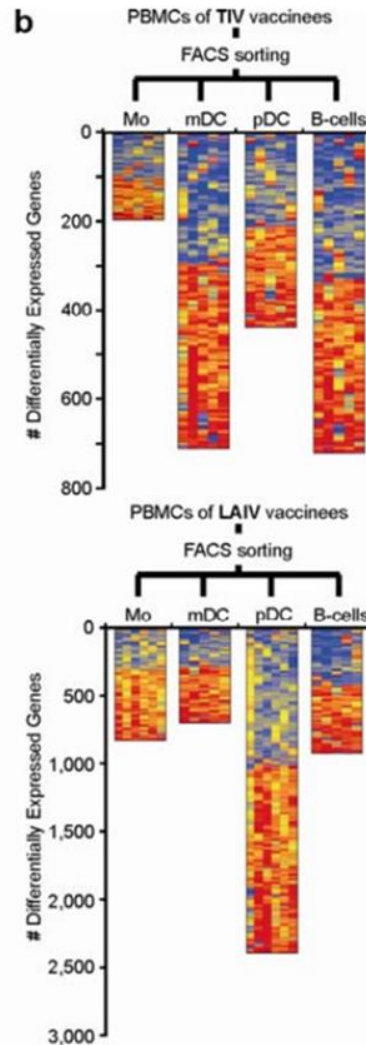 b
PBMCs of TIV vaccinees
FACS sorting
Mo mDC pDC B-cells
0
200
400
600
800
# Differentially Expressed Genes
PBMCs of LAIV vaccinees
FACS sorting
Mo mDC pDC B-cells
0
500
1,000
1,500
2,000
2,500
3,000
# Differentially Expressed Genes